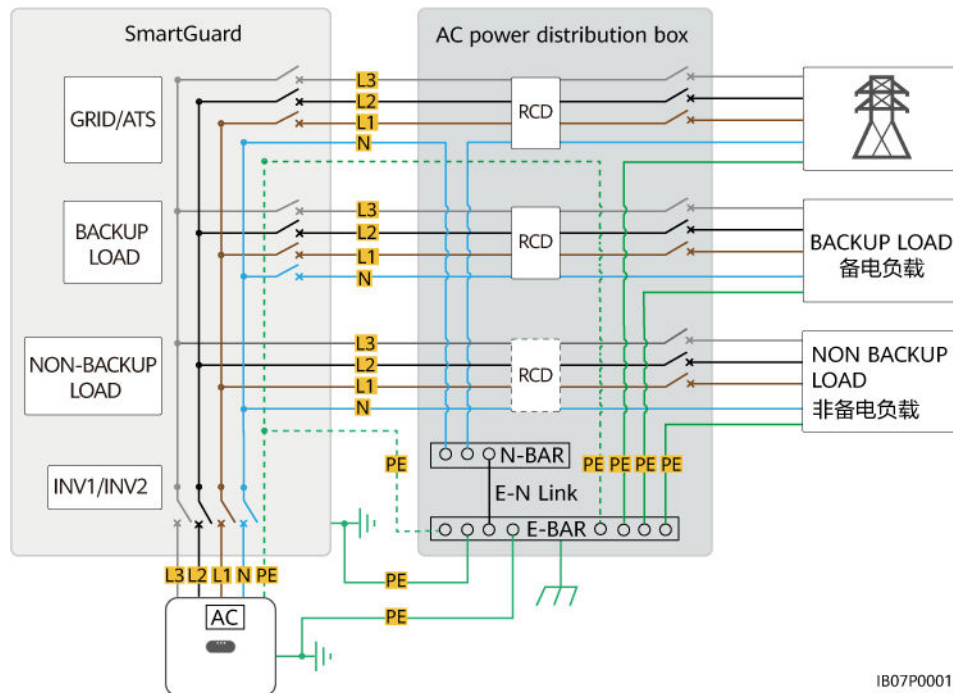 SmartGuard
AC power distribution box
GRID/ATS
L3
L2
L1
N
RCD
BACKUP
LOAD
L3
L2
L1
N
RCD
BACKUP LOAD
备电负载
NON-BACKUP
LOAD
L3
L2
L1
N
RCD
NON BACKUP
LOAD
非备电负载
INV1/INV2
PE
N-BAR
PE
PE
PE
PE
E-N Link
E-BAR
L3
L2
L1
N
PE
PE
PE
AC
IB07P0001